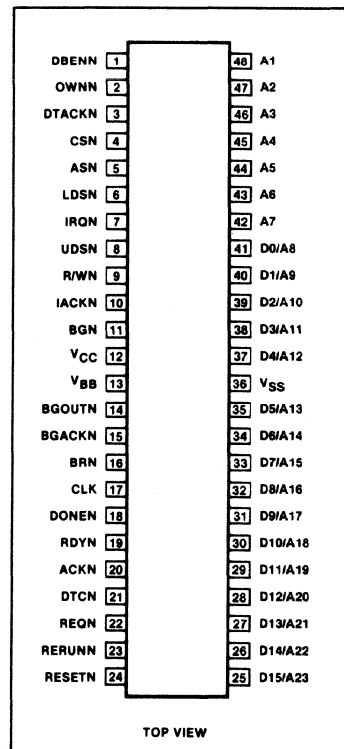 DBENN 1 48 A1
OWNN 2 47 A2
DTACKN 3 46 A3
CSN 4 45 A4
ASN 5 44 A5
LDSN 6 43 A6
IRQN 7 42 A7
UDSN 8 41 D0/A8
R/WN 9 40 D1/A9
IACKN 10 39 D2/A10
BGN 11 38 D3/A11
VCC 12 37 D4/A12
VBB 13 36 VSS
BGOUTN 14 35 D5/A13
BGACKN 15 34 D6/A14
BRN 16 33 D7/A15
CLK 17 32 D8/A16
DONEN 18 31 D9/A17
RDYN 19 30 D10/A18
ACKN 20 29 D11/A19
DTCN 21 28 D12/A20
REQN 22 27 D13/A21
RERUNN 23 26 D14/A22
RESETN 24 25 D15/A23
TOP VIEW